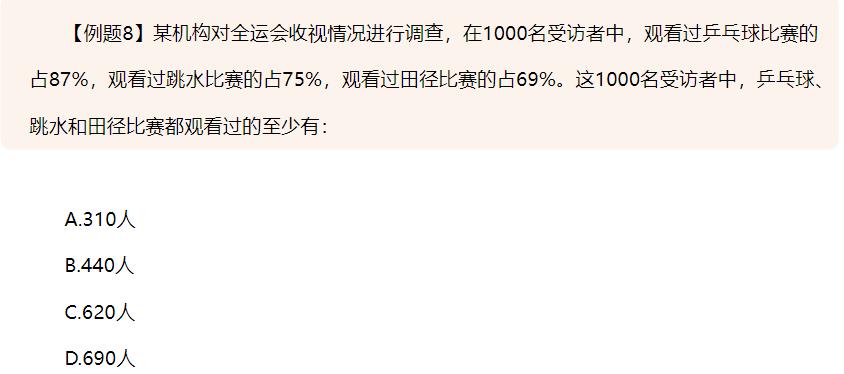 【例题8】某机构对全运会收视情况进行调查，在1000名受访者中，观看过乒乓球比赛的
占87%，观看过跳水比赛的占75%，观看过田径比赛的占69%。这1000名受访者中，乒乓球、
跳水和田径比赛都观看过的至少有：
A.310人
B.440人
C.620人
D.690人